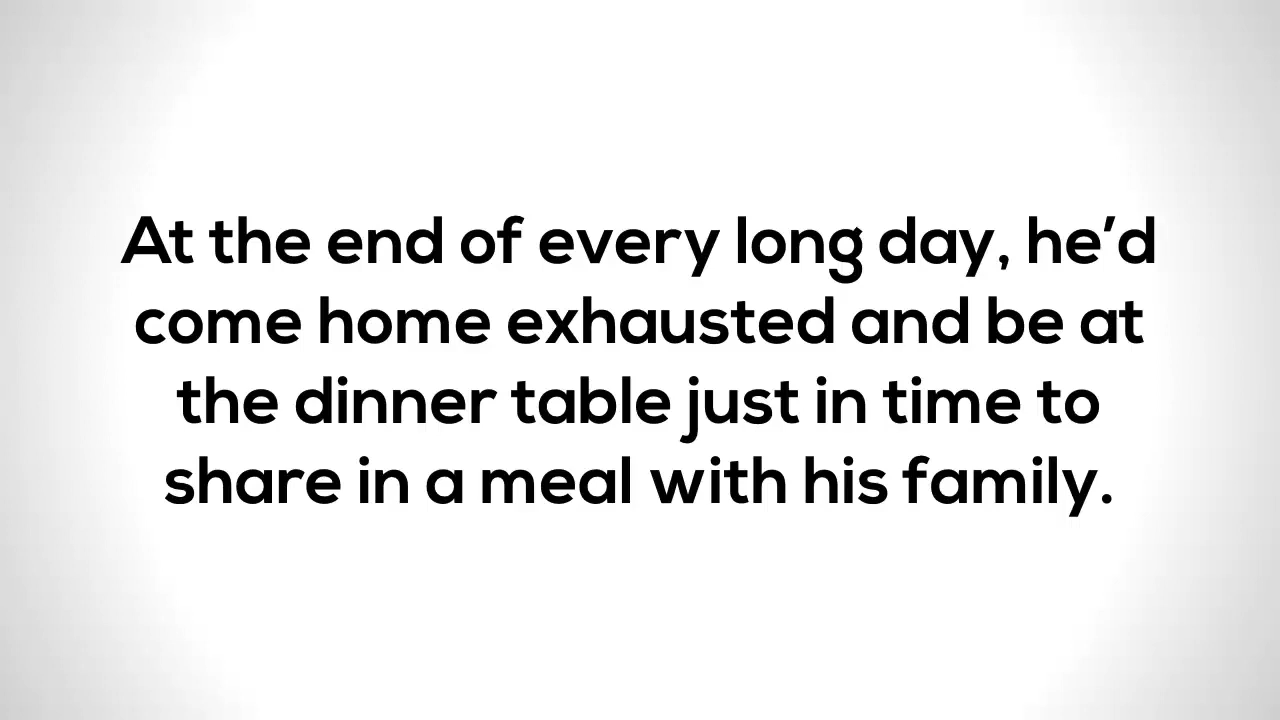 At the end of every long day, he’d
come home exhausted and be at
the dinner table just in time to
share in a meal with his family.